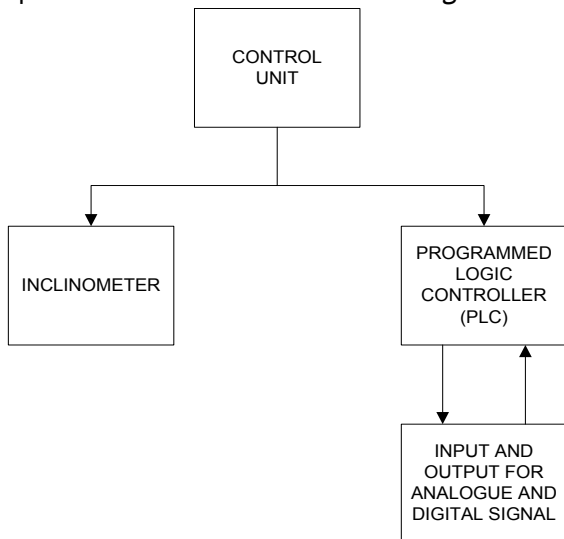 CONTROL
UNIT
INCLINOMETER
PROGRAMMED
LOGIC
CONTROLLER
(PLC)
INPUT AND
OUTPUT FOR
ANALOGUE AND
DIGITAL SIGNAL